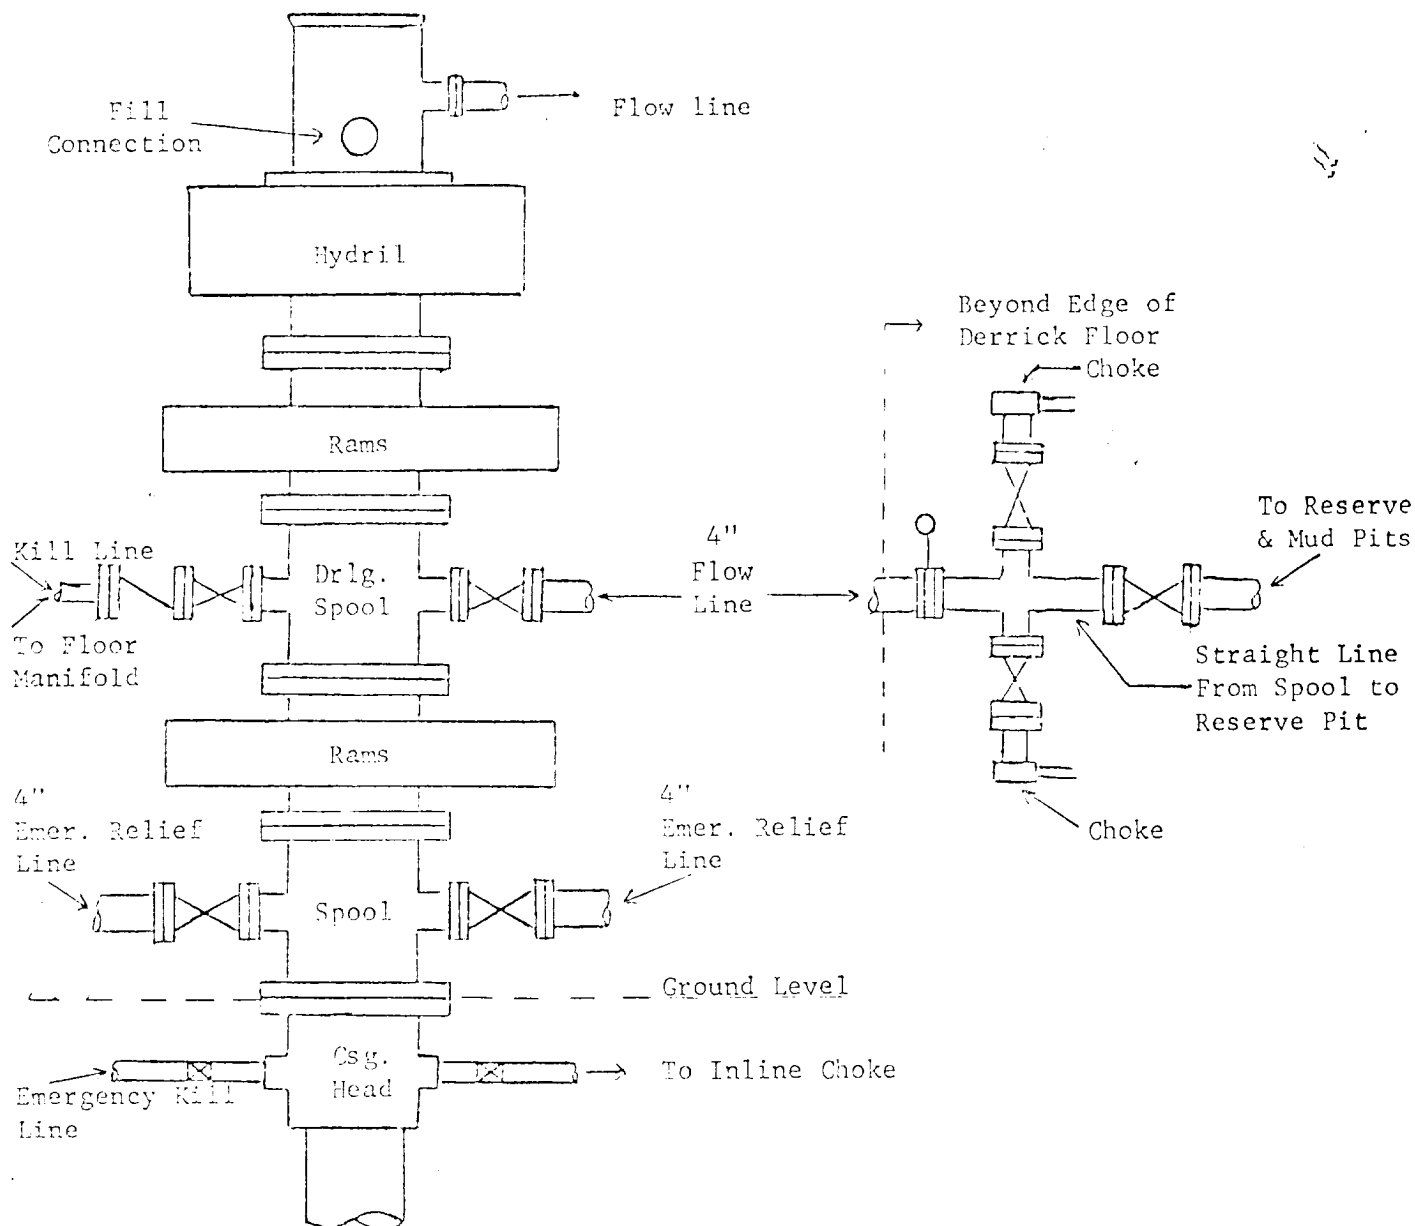 Fill
Connection
Flow line
Hydril
Beyond Edge of
Derrick Floor
Choke
Rams
To Reserve
& Mud Pits
Kill Line
Drlg.
Spool
4"
Flow
Line
To Floor
Manifold
Straight Line
From Spool to
Reserve Pit
Rams
4"
Emer. Relief
Line
4"
Emer. Relief
Line
Choke
Spool
Ground Level
Csg.
Head
To Inline Choke
Emergency Kill
Line